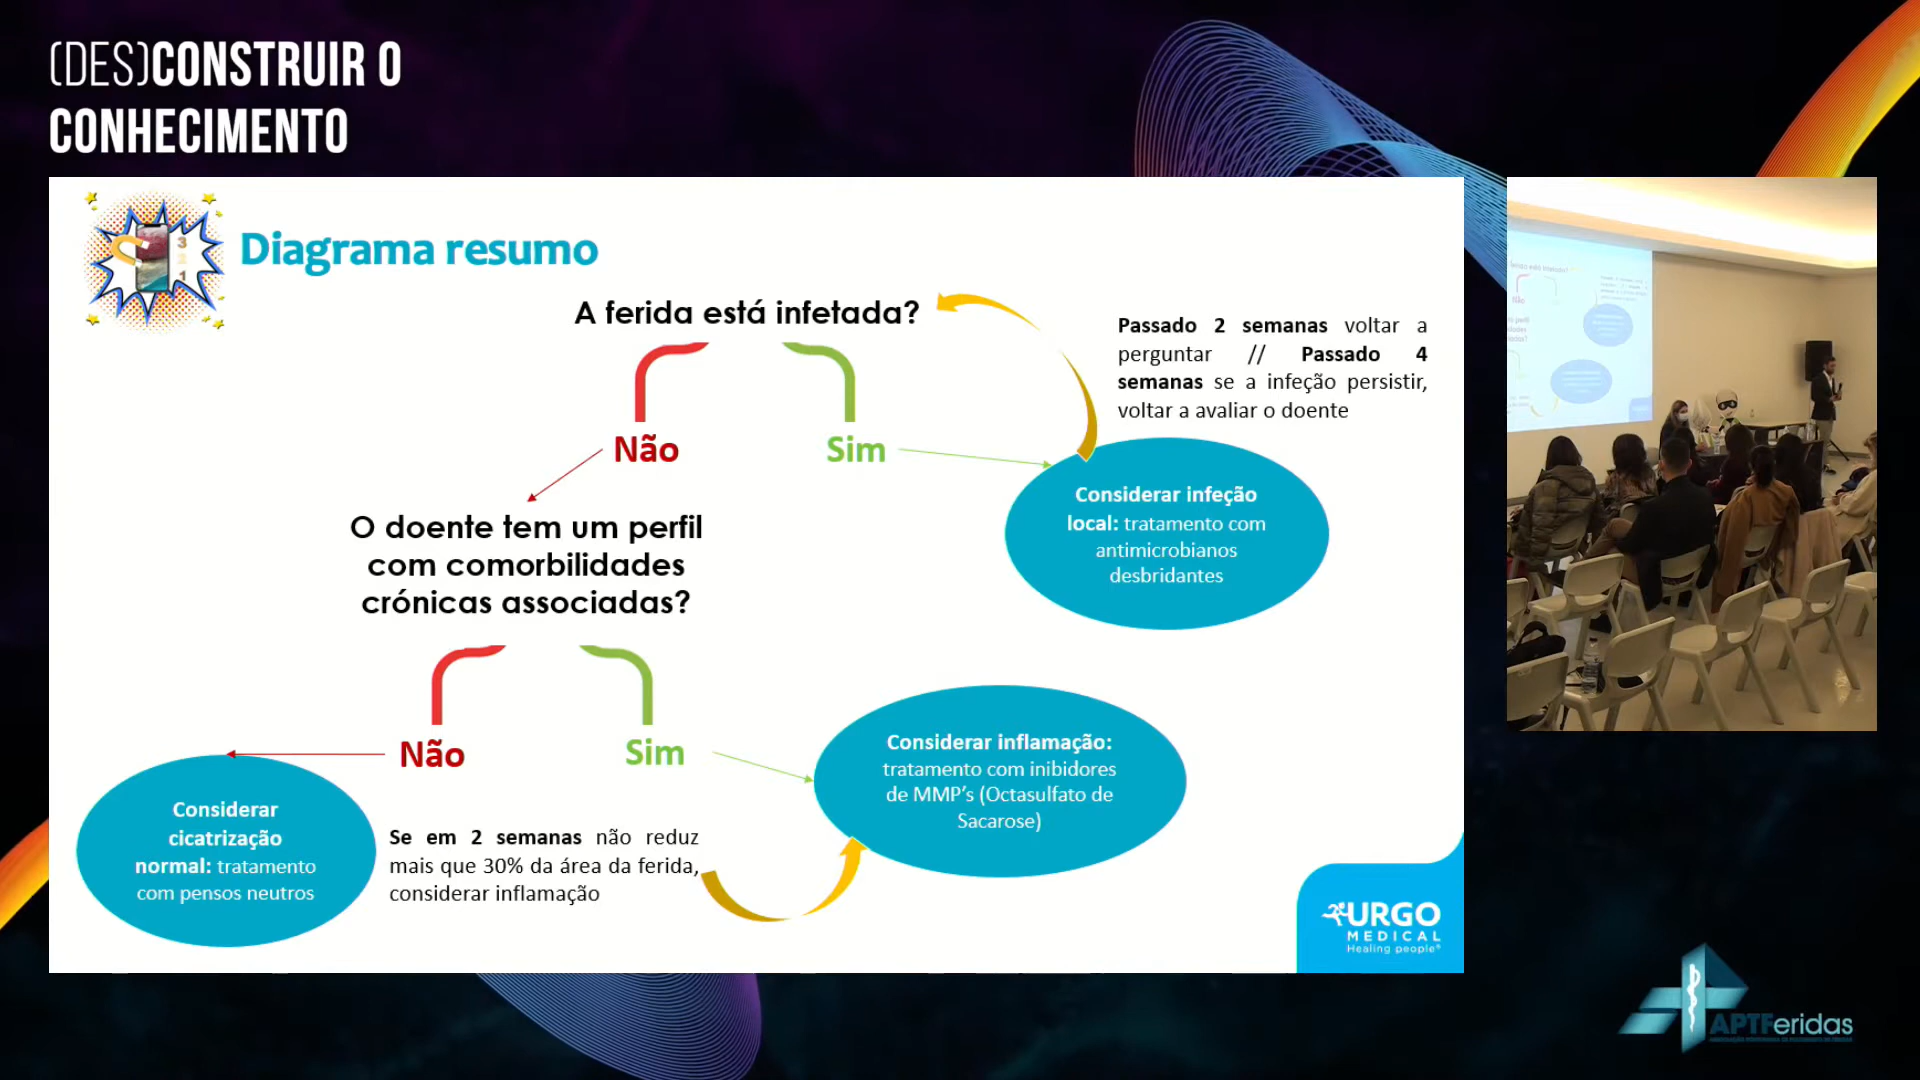 (DES)CONSTRUIR O
CONHECIMENTO
Diagrama resumo
A ferida está infetada?
Passado 2 semanas voltar a
perguntar // Passado 4
semanas se a infeção persistir,
voltar a avaliar o doente
Não
Sim
Considerar infeção
local: tratamento com
antimicrobianos
desbridantes
O doente tem um perfil
com comorbilidades
crónicas associadas?
Não
Sim
Considerar inflamação:
tratamento com inibidores
de MMP's (Octasulfato de
Sacarose)
Considerar
cicatrização
normal: tratamento
com pensos neutros
Se em 2 semanas não reduz
mais que 30% da área da ferida,
considerar inflamação
URGO
MEDICAL
Healing people®
APTFeridas
3
2
1